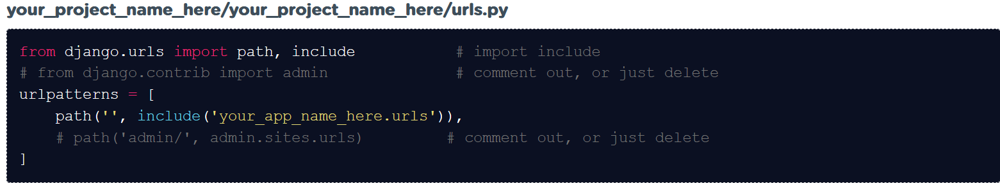 your_project_name_here/your_project_name_here/urls.py
from django.urls import path, include           # import include
# from django.contrib import admin              # comment out, or just delete
urlpatterns = [
    path('', include('your_app_name_here.urls')),
    # path('admin/', admin.sites.urls)         # comment out, or just delete
]